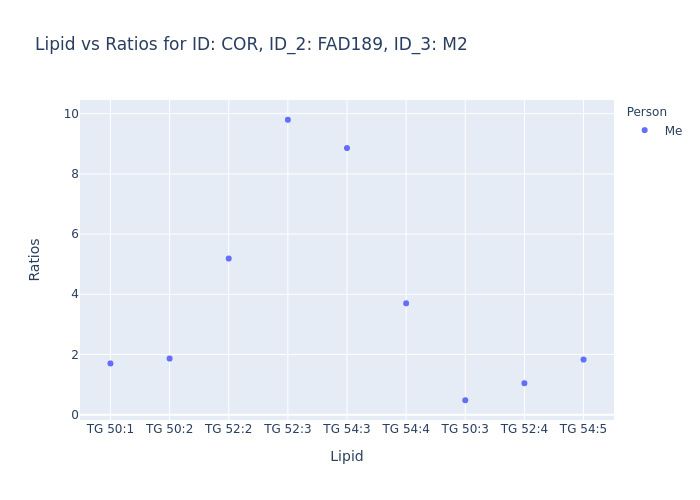 Lipid vs Ratios for ID: COR, ID_2: FAD189, ID_3: M2
Person
Me
Ratios
10
8
6
4
2
0
TG 50:1 TG 50:2 TG 52:2 TG 52:3 TG 54:3 TG 54:4 TG 50:3 TG 52:4 TG 54:5
Lipid